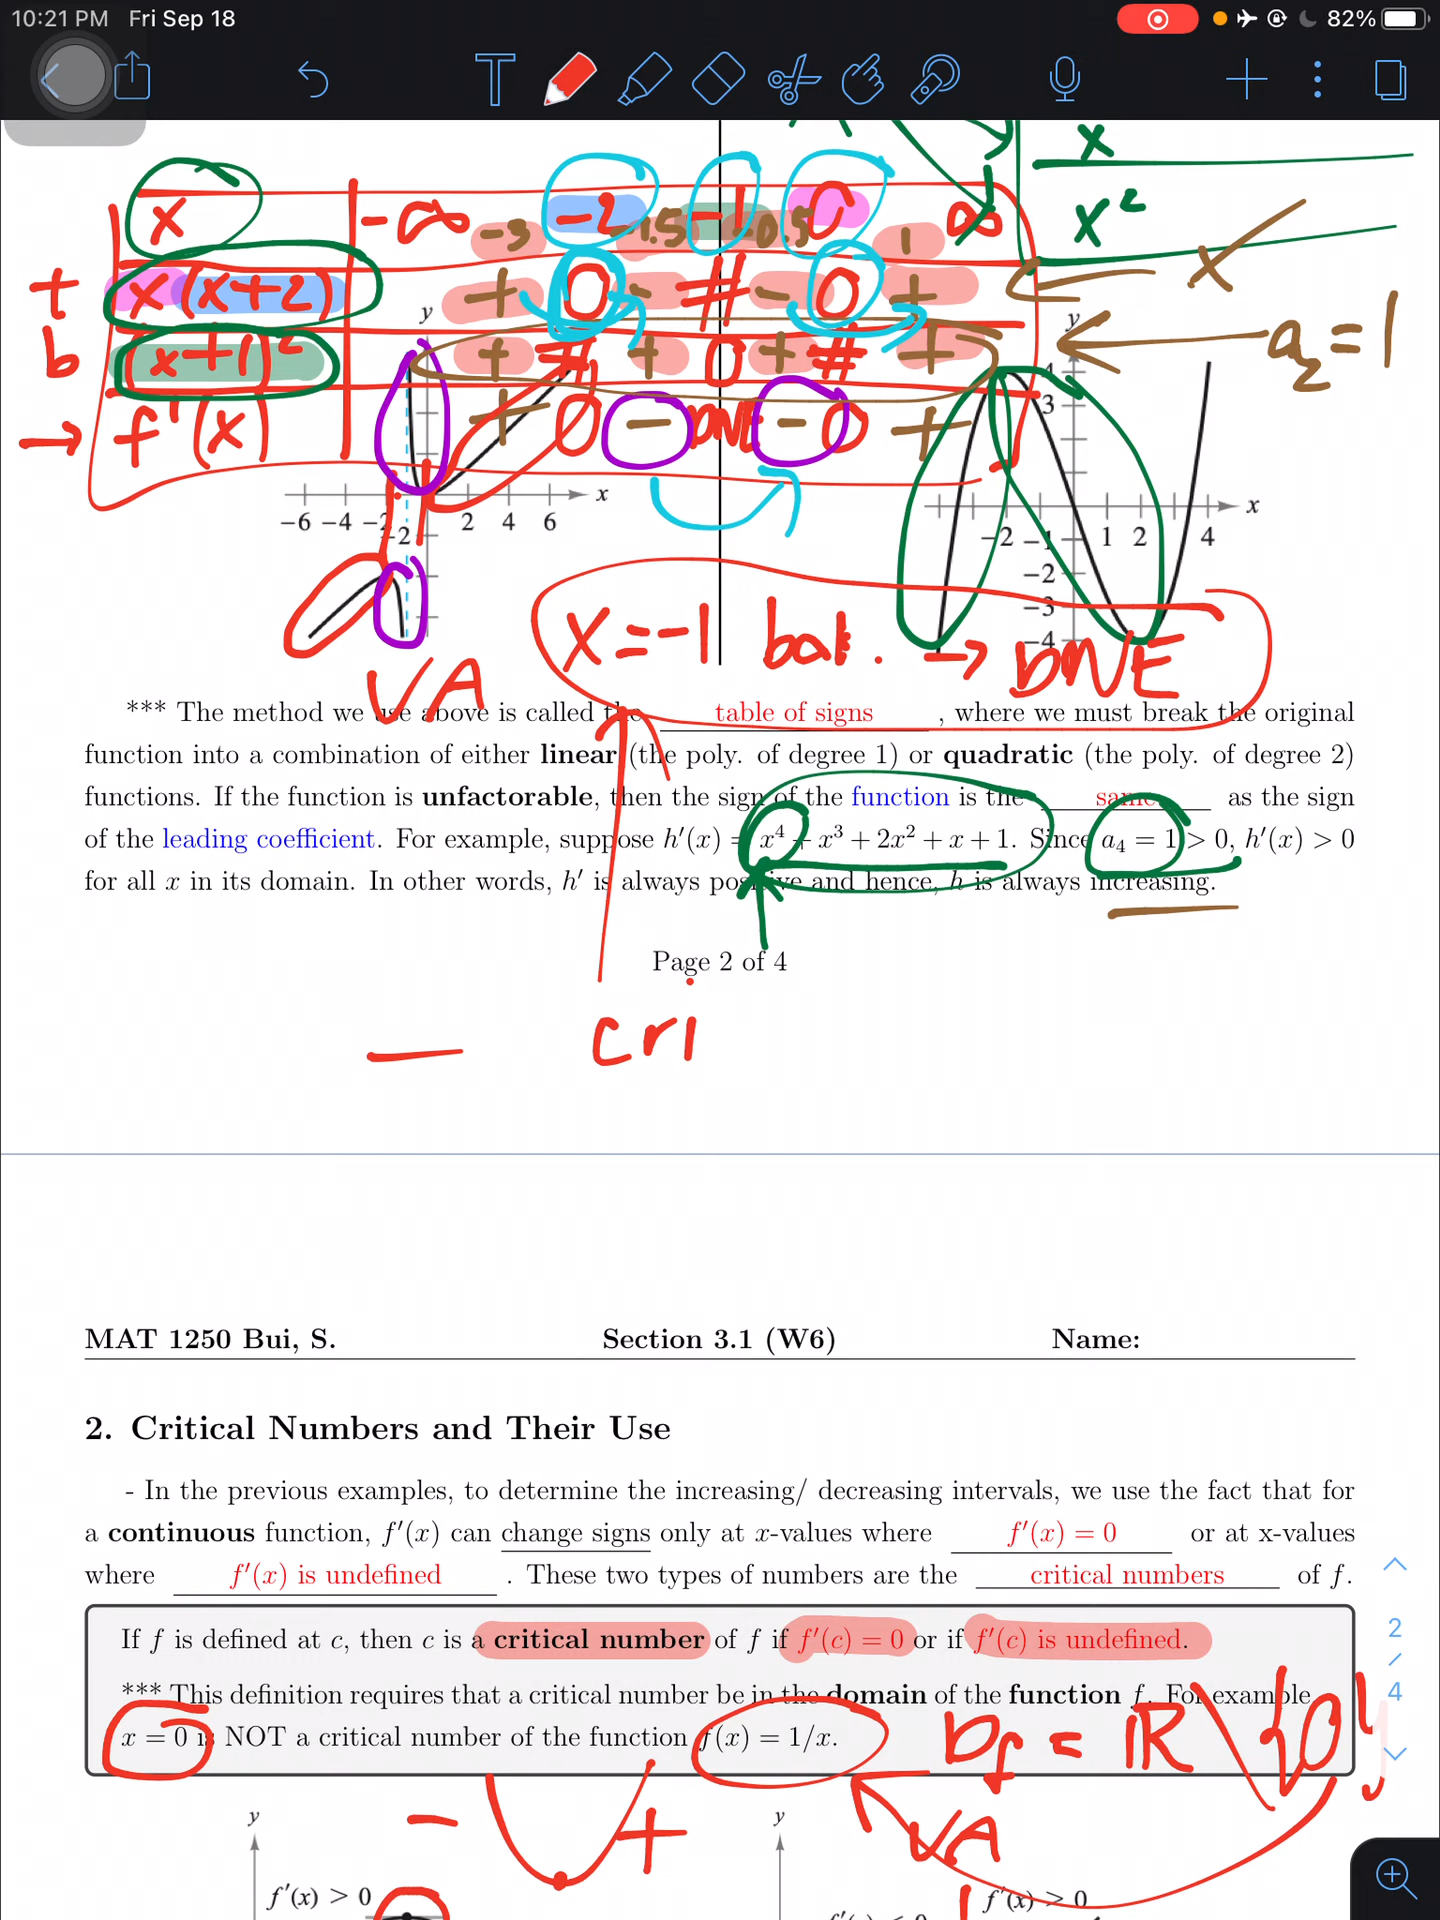 10:21 PM Fri Sep 18
82%
x
x²
x -∞ -3 -2 -1.5 -1 -0.5 0 1 ∞
x
t x(x+2) + 0 - # - 0 +
b (x+1)² + # + 0 + # +
a₂ = 1
→ f'(x) + 0 - DNE - 0 +
y
y
4
3
x
-6 -4 -2 2 4 6
-2
x
-2 -1 1 2 4
-2
-3
-4
x=-1 bat. → DNE
VA
*** The method we use above is called the table of signs , where we must break the original
function into a combination of either linear (the poly. of degree 1) or quadratic (the poly. of degree 2)
functions. If the function is unfactorable, then the sign of the function is the same as the sign
of the leading coefficient. For example, suppose h′(x) = x⁴ + x³ + 2x² + x + 1. Since a₄ = 1 > 0, h′(x) > 0
for all x in its domain. In other words, h′ is always positive and hence, h is always increasing.
Page 2 of 4
cri
MAT 1250 Bui, S. Section 3.1 (W6) Name:
2. Critical Numbers and Their Use
- In the previous examples, to determine the increasing/ decreasing intervals, we use the fact that for
a continuous function, f′(x) can change signs only at x-values where f′(x) = 0 or at x-values
where f′(x) is undefined . These two types of numbers are the critical numbers of f.
If f is defined at c, then c is a critical number of f if f′(c) = 0 or if f′(c) is undefined.
*** This definition requires that a critical number be in the domain of the function f. For example
x = 0 is NOT a critical number of the function f(x) = 1/x.
Df = ℝ \ {0}
2
/
4
- +
VA
y
y
f′(x) > 0
f′(x) > 0